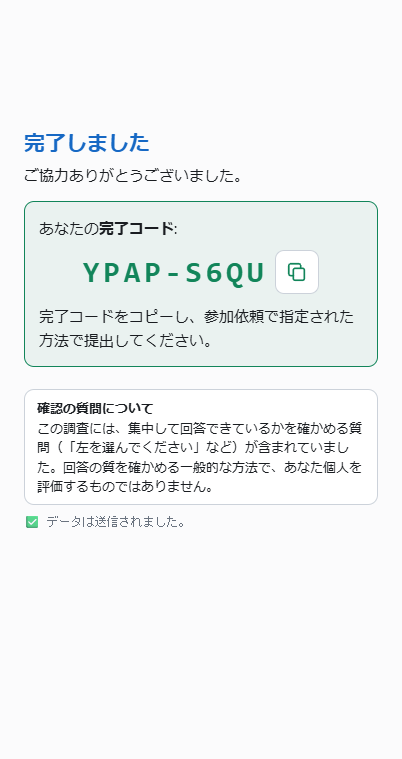 完了しました
ご協力ありがとうございました。
あなたの完了コード:
YPAP-S6QU
完了コードをコピーし、参加依頼で指定された
方法で提出してください。
確認の質問について
この調査には、集中して回答できているかを確かめる質
問（「左を選んでください」など）が含まれていまし
た。回答の質を確かめる一般的な方法で、あなた個人を
評価するものではありません。
✅ データは送信されました。